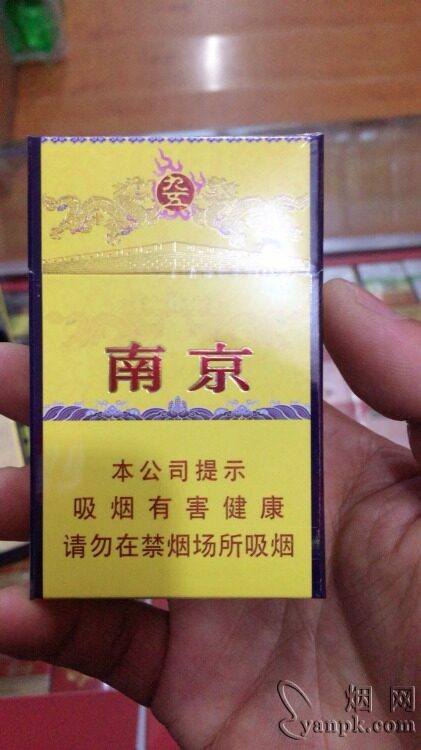 九五
南京
本公司提示
吸烟有害健康
请勿在禁烟场所吸烟
烟网
yanpk.com